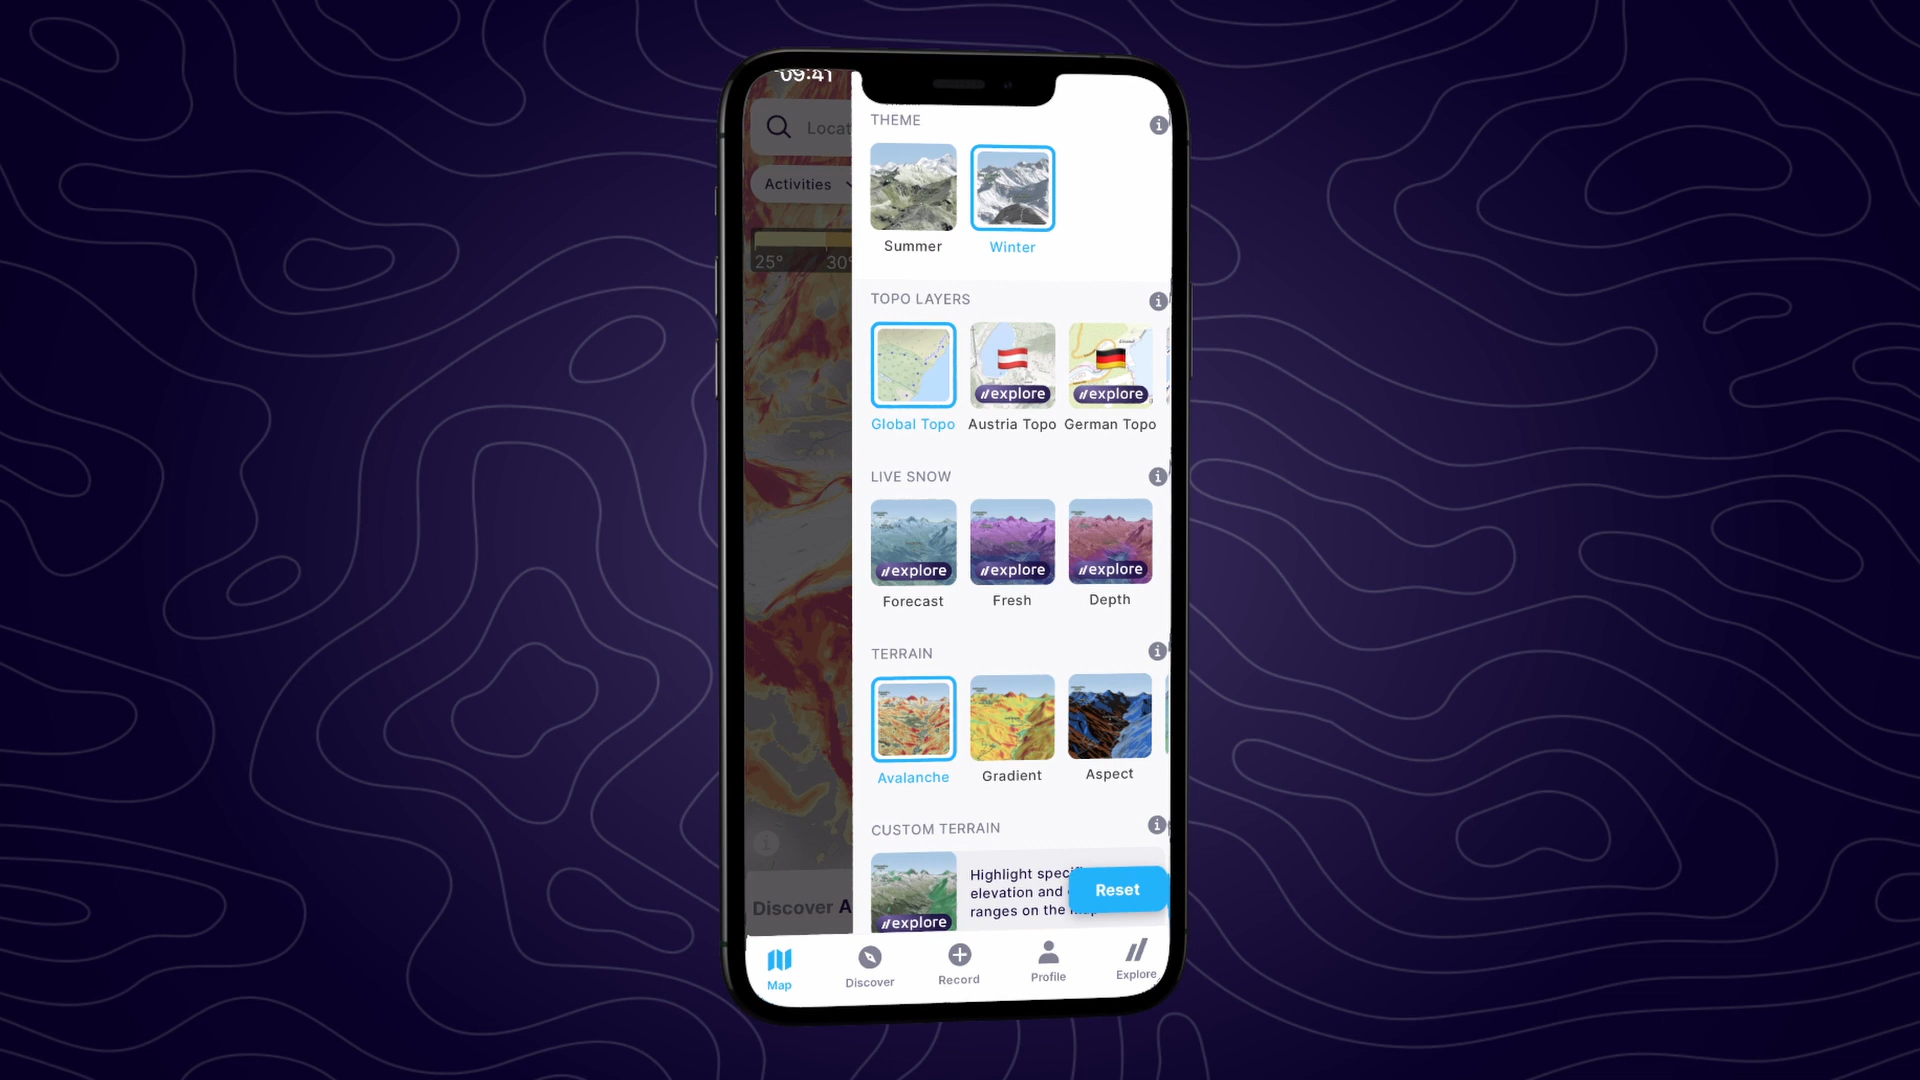 09:41
Locat
Activities
25° 30°
THEME
Summer Winter
TOPO LAYERS
//explore //explore
Global Topo Austria Topo German Topo
LIVE SNOW
//explore //explore //explore
Forecast Fresh Depth
TERRAIN
Avalanche Gradient Aspect
CUSTOM TERRAIN
Highlight specif
elevation and
ranges on the map
//explore
Reset
Discover A
Map Discover Record Profile Explore